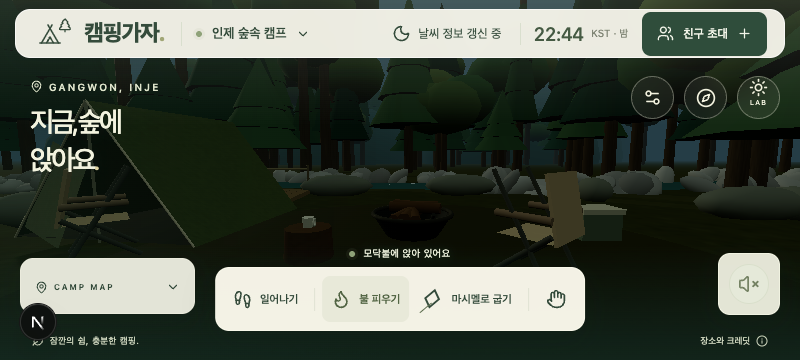 캠핑가자.
인제 숲속 캠프
날씨 정보 갱신 중
22:44 KST · 밤
친구 초대 +
GANGWON, INJE
LAB
지금, 숲에
앉아요.
모닥불에 앉아 있어요
CAMP MAP
일어나기
불 피우기
마시멜로 굽기
N
잠깐의 쉼, 충분한 캠핑.
장소와 크레딧